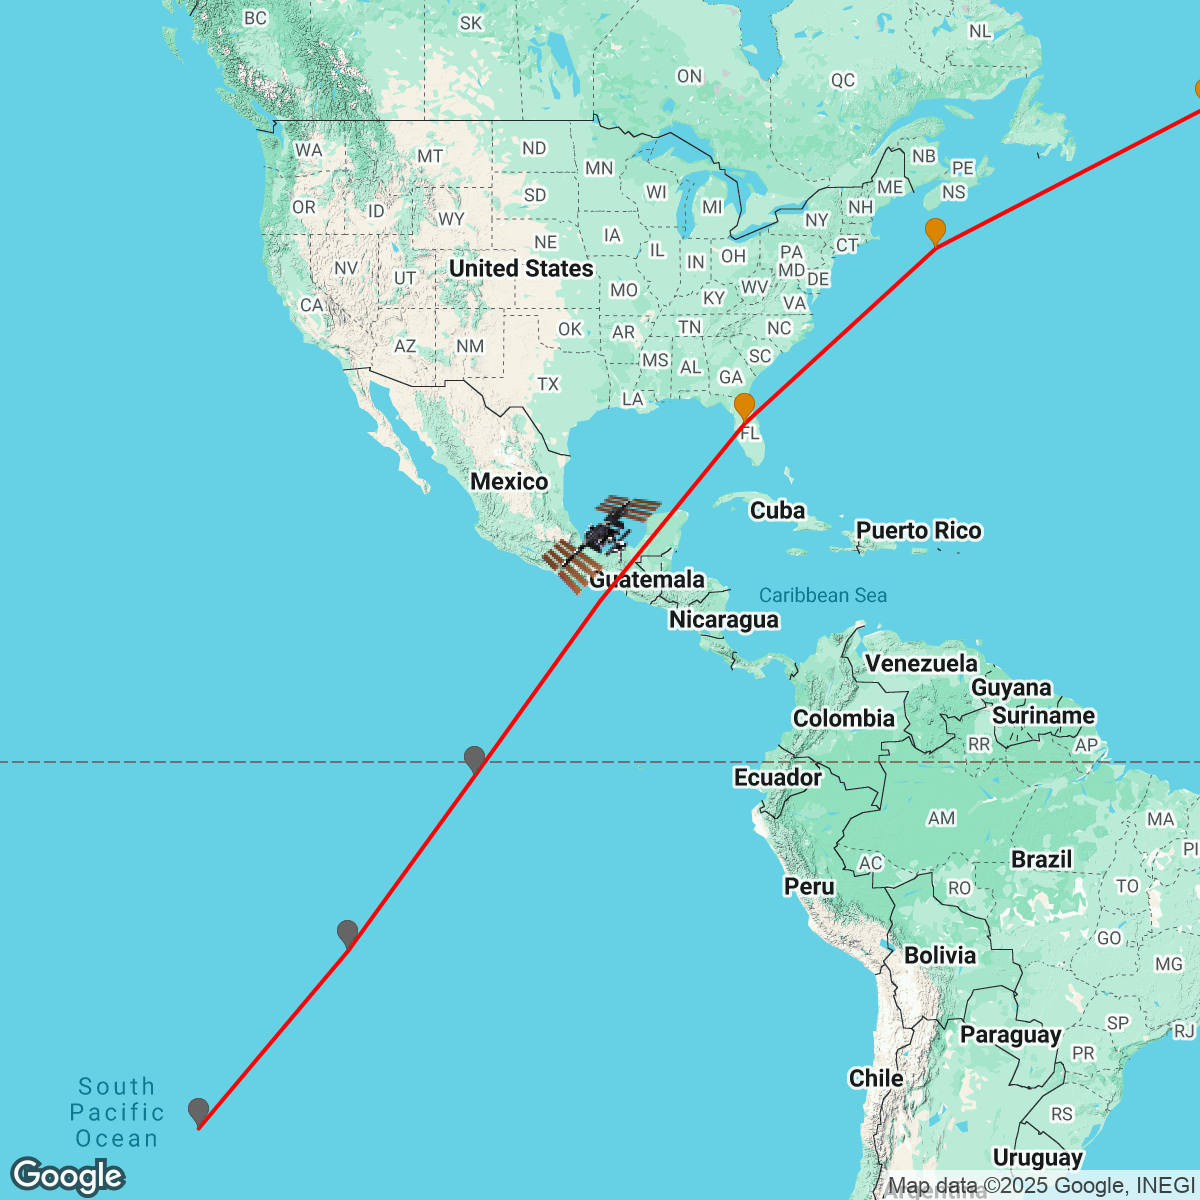 BC
SK
NL
ON
QC
WA
MT
ND
MN
NB
PE
OR
ID
WY
SD
WI
MI
NY
NH
ME
NS
NV
UT
NE
IA
IL
IN
OH
PA
CT
United States
MD
DE
CA
MO
KY
WV
VA
AZ
NM
OK
AR
TN
NC
MS
AL
SC
GA
TX
LA
FL
Mexico
Cuba
Puerto Rico
Guatemala
Caribbean Sea
Nicaragua
Venezuela
Guyana
Colombia
Suriname
RR
AP
Ecuador
AM
MA
PI
AC
Brazil
Peru
RO
TO
GO
Bolivia
MG
SP
Paraguay
RJ
PR
Chile
South
Pacific
Ocean
RS
Uruguay
Argentina
Google
Map data ©2025 Google, INEGI